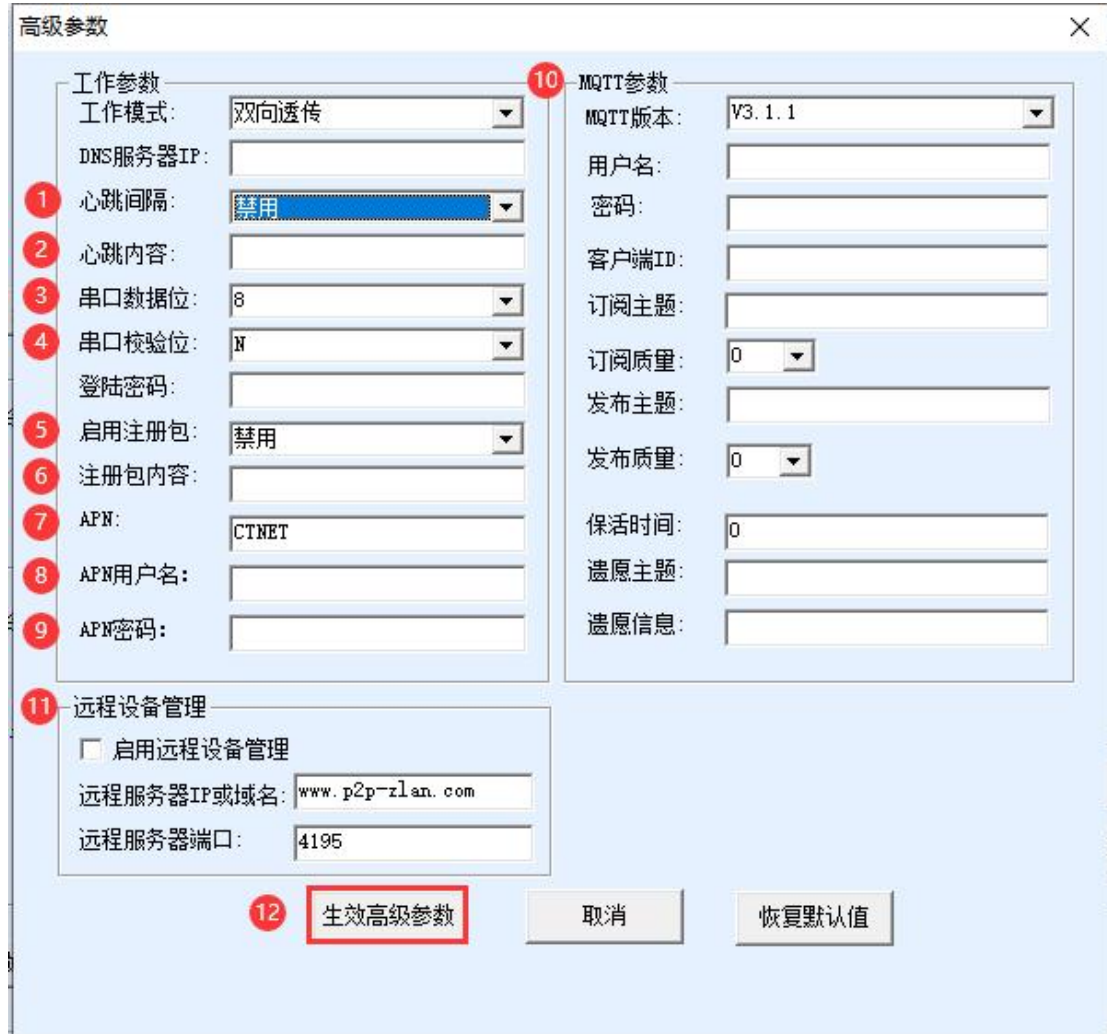 高级参数
工作参数
工作模式: 双向透传
DNS服务器IP:
1 心跳间隔: 禁用
2 心跳内容:
3 串口数据位: 8
4 串口校验位: N
登陆密码:
5 启用注册包: 禁用
6 注册包内容:
7 APN: CTNET
8 APN用户名:
9 APN密码:
10 MQTT参数
MQTT版本: V3.1.1
用户名:
密码:
客户端ID:
订阅主题:
订阅质量: 0
发布主题:
发布质量: 0
保活时间: 0
遗愿主题:
遗愿信息:
11 远程设备管理
启用远程设备管理
远程服务器IP或域名: www.p2p-zlan.com
远程服务器端口: 4195
12 生效高级参数 取消 恢复默认值